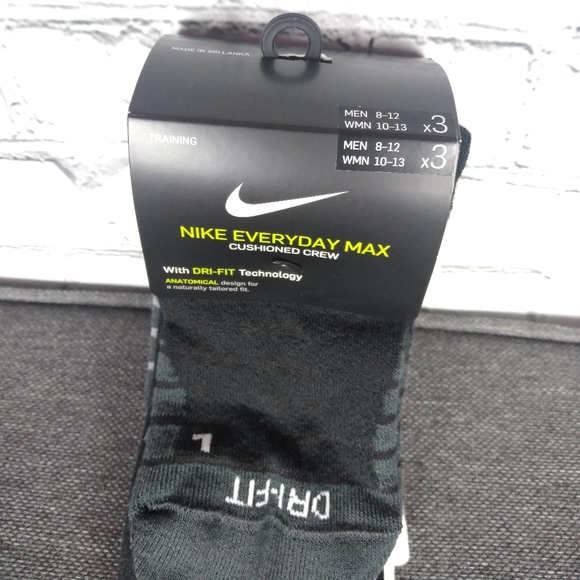 MADE IN SRI LANKA
MEN 8-12
WMN 10-13 x3
MEN 8-12
WMN 10-13 x3
TRAINING
NIKE EVERYDAY MAX
CUSHIONED CREW
With DRI-FIT Technology
ANATOMICAL design for
a naturally tailored fit.
L
DRI-FIT